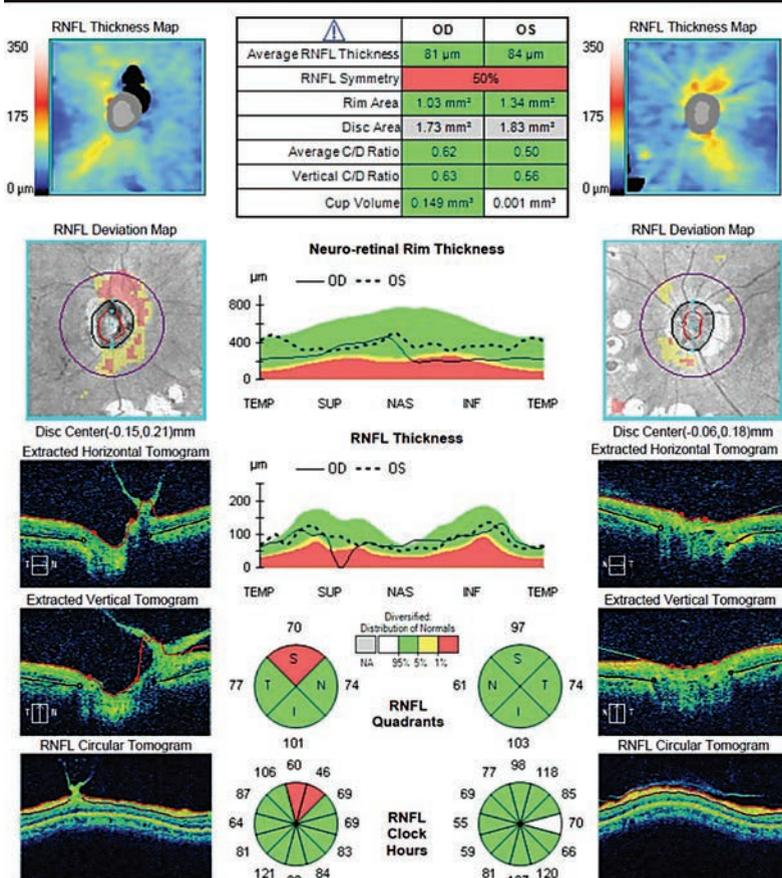 RNFL Thickness Map
350
175
0 µm
OD OS
Average RNFL Thickness 81 µm 84 µm
RNFL Symmetry 50%
Rim Area 1.03 mm² 1.34 mm²
Disc Area 1.73 mm² 1.83 mm²
Average C/D Ratio 0.62 0.50
Vertical C/D Ratio 0.63 0.56
Cup Volume 0.149 mm³ 0.001 mm³
RNFL Thickness Map
350
175
0 µm
RNFL Deviation Map
Disc Center(-0.15,0.21)mm
Neuro-retinal Rim Thickness
µm OD OS
800
400
0
TEMP SUP NAS INF TEMP
RNFL Deviation Map
Disc Center(-0.06,0.18)mm
Extracted Horizontal Tomogram
T N
RNFL Thickness
µm OD OS
200
100
0
TEMP SUP NAS INF TEMP
Extracted Horizontal Tomogram
N T
Extracted Vertical Tomogram
T N
Diversified:
Distribution of Normals
NA 95% 5% 1%
70
77 S T N I 74
101
RNFL
Quadrants
97
61 S N T I 74
103
Extracted Vertical Tomogram
N T
RNFL Circular Tomogram
60
106 46
87 69
64 69
81 83
121 84
RNFL
Clock
Hours
98
77 118
69 85
55 70
59 66
81 120
RNFL Circular Tomogram